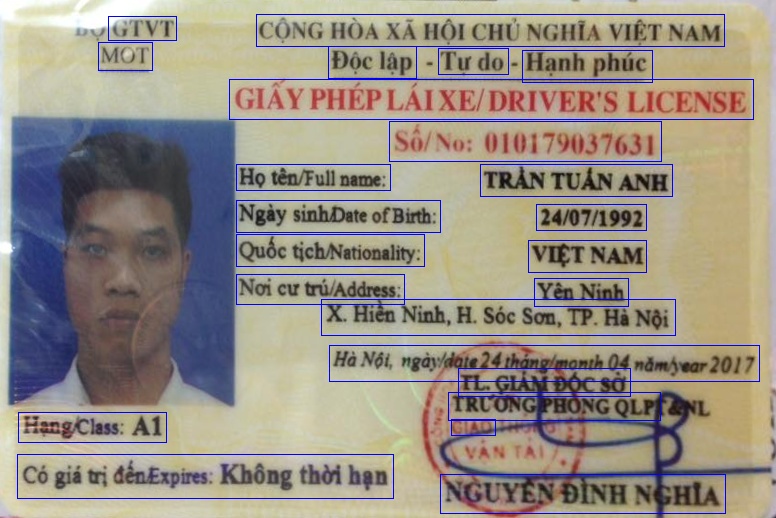 BỘ GTVT
MOT
CỘNG HÒA XÃ HỘI CHỦ NGHĨA VIỆT NAM
Độc lập - Tự do - Hạnh phúc
GIẤY PHÉP LÁI XE/ DRIVER'S LICENSE
Số/No: 010179037631
Họ tên/Full name: TRẦN TUẤN ANH
Ngày sinh/Date of Birth: 24/07/1992
Quốc tịch/Nationality: VIỆT NAM
Nơi cư trú/Address: Yên Ninh
X. Hiền Ninh, H. Sóc Sơn, TP. Hà Nội
Hà Nội, ngày/date 24 tháng/month 04 năm/year 2017
TL. GIÁM ĐỐC SỞ
TRƯỞNG PHÒNG QLPT&NL
GIAO THÔNG
VẬN TẢI
Hạng/Class: A1
Có giá trị đến/Expires: Không thời hạn
NGUYỄN ĐÌNH NGHĨA